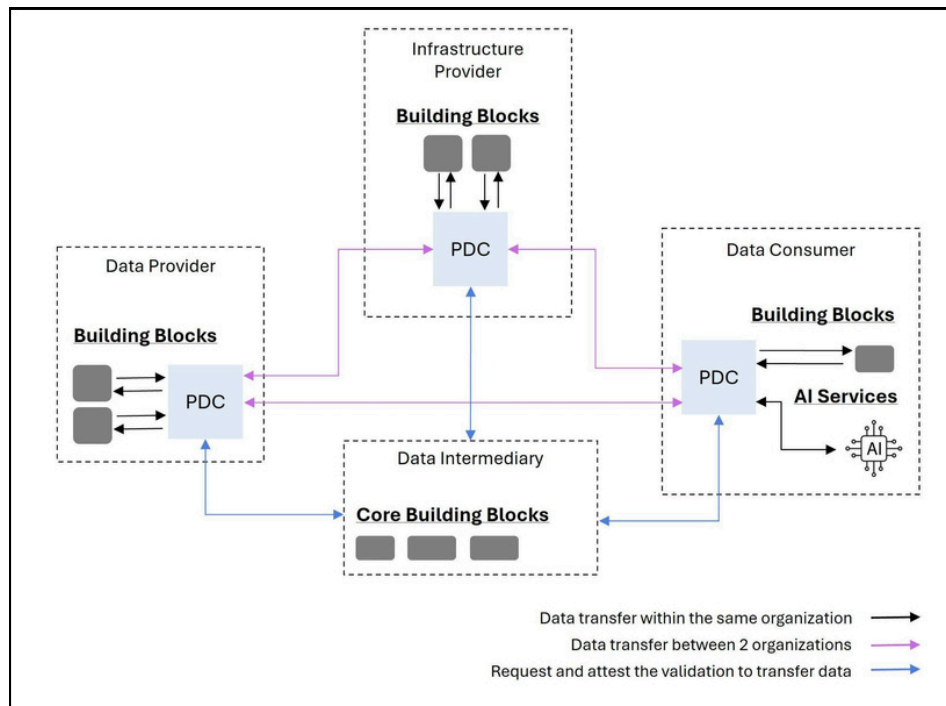 Infrastructure
Provider
Building Blocks
PDC
Data Provider
Building Blocks
PDC
Data Consumer
Building Blocks
PDC
AI Services
AI
Data Intermediary
Core Building Blocks
Data transfer within the same organization
Data transfer between 2 organizations
Request and attest the validation to transfer data